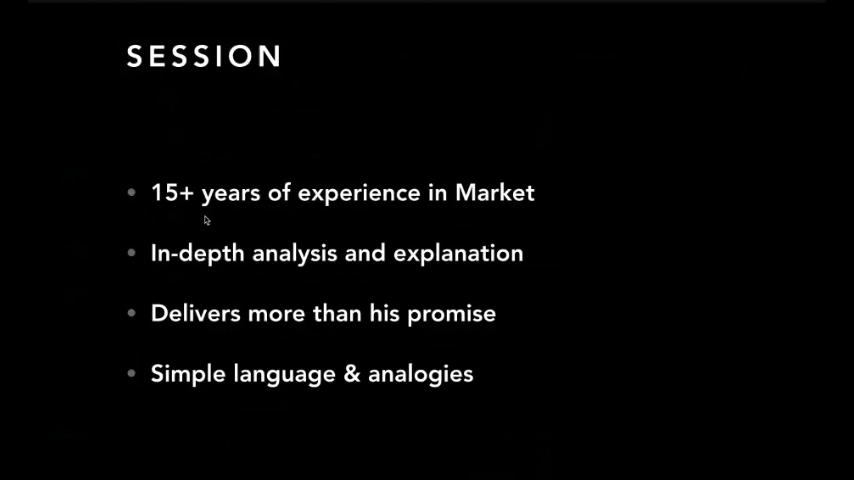 SESSION
• 15+ years of experience in Market
• In-depth analysis and explanation
• Delivers more than his promise
• Simple language & analogies